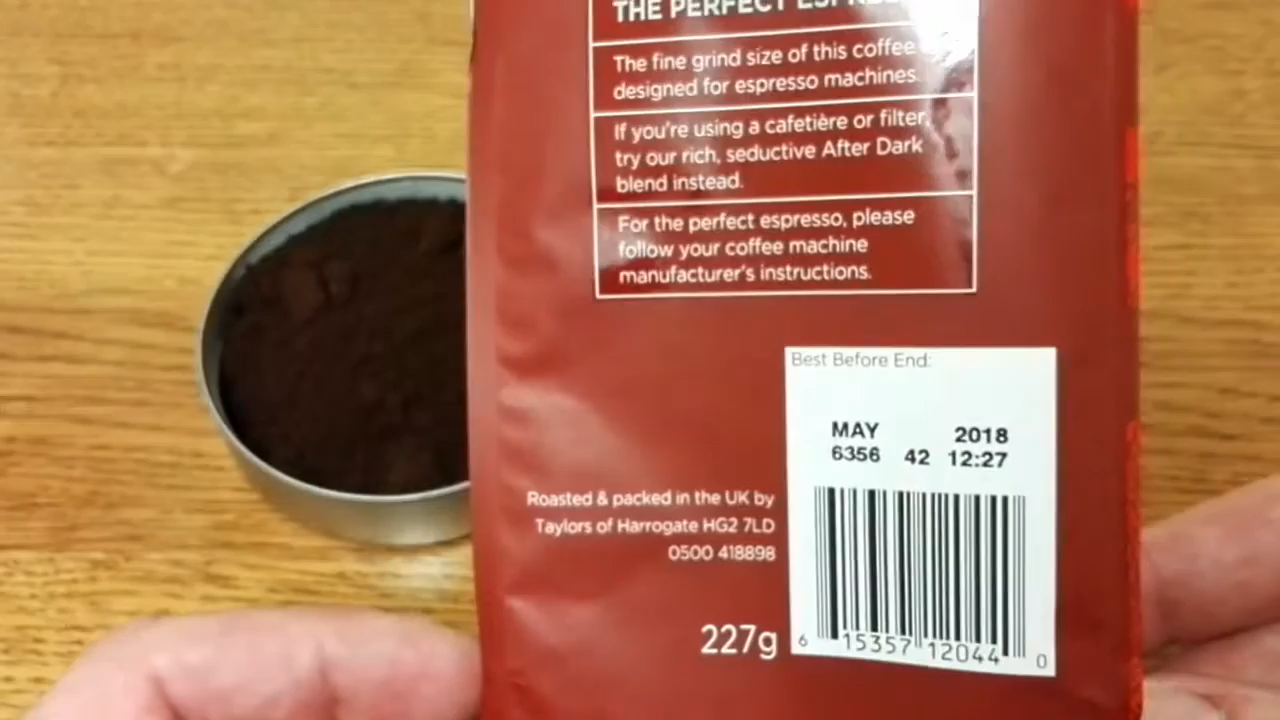 THE PERFECT
The fine grind size of this coffee
designed for espresso machines.
If you're using a cafetière or filter,
try our rich, seductive After Dark
blend instead.
For the perfect espresso, please
follow your coffee machine
manufacturer's instructions.
Best Before End:
MAY 2018
6356 42 12:27
Roasted & packed in the UK by
Taylors of Harrogate HG2 7LD
0500 418898
227g
6 15357 12044 0